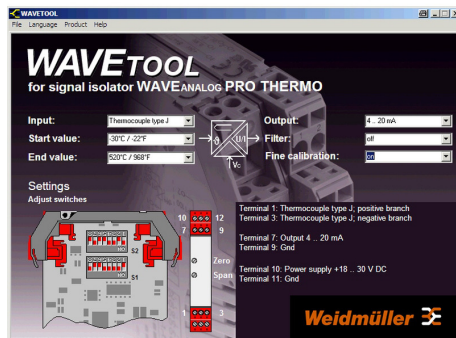 WAVETOOL
File Language Product Help
WAVETOOL
for signal isolator WAVEANALOG PRO THERMO
Input: Thermocouple type J Output: 4 .. 20 mA
Start value: -30°C / -22°F Filter: off
End value: 520°C / 968°F Fine calibration: on
ϑ U/I
Vc
Settings
Adjust switches
S2
S1
10 12
7 9
Zero
Span
1 3
Terminal 1: Thermocouple type J; positive branch
Terminal 3: Thermocouple type J; negative branch
Terminal 7: Output 4 .. 20 mA
Terminal 9: Gnd
Terminal 10: Power supply +18 .. 30 V DC
Terminal 11: Gnd
Weidmüller